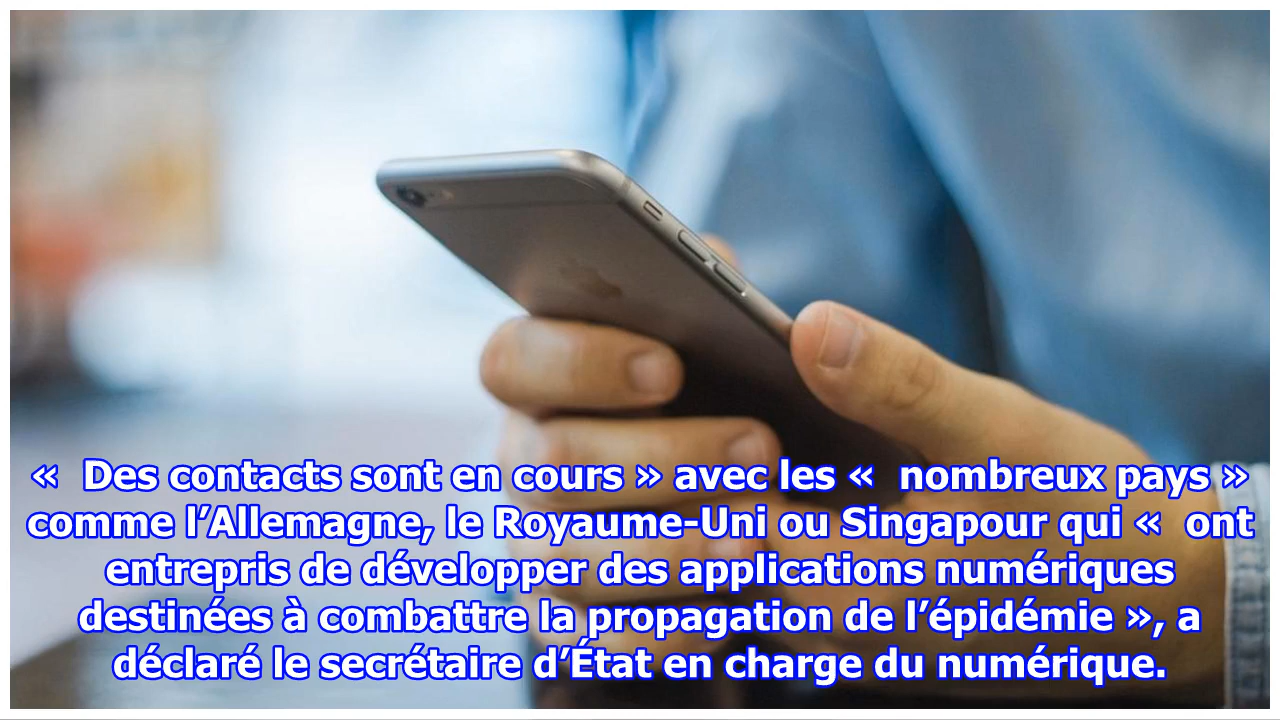 «  Des contacts sont en cours » avec les «  nombreux pays »
comme l’Allemagne, le Royaume-Uni ou Singapour qui «  ont
entrepris de développer des applications numériques
destinées à combattre la propagation de l’épidémie », a
déclaré le secrétaire d’État en charge du numérique.